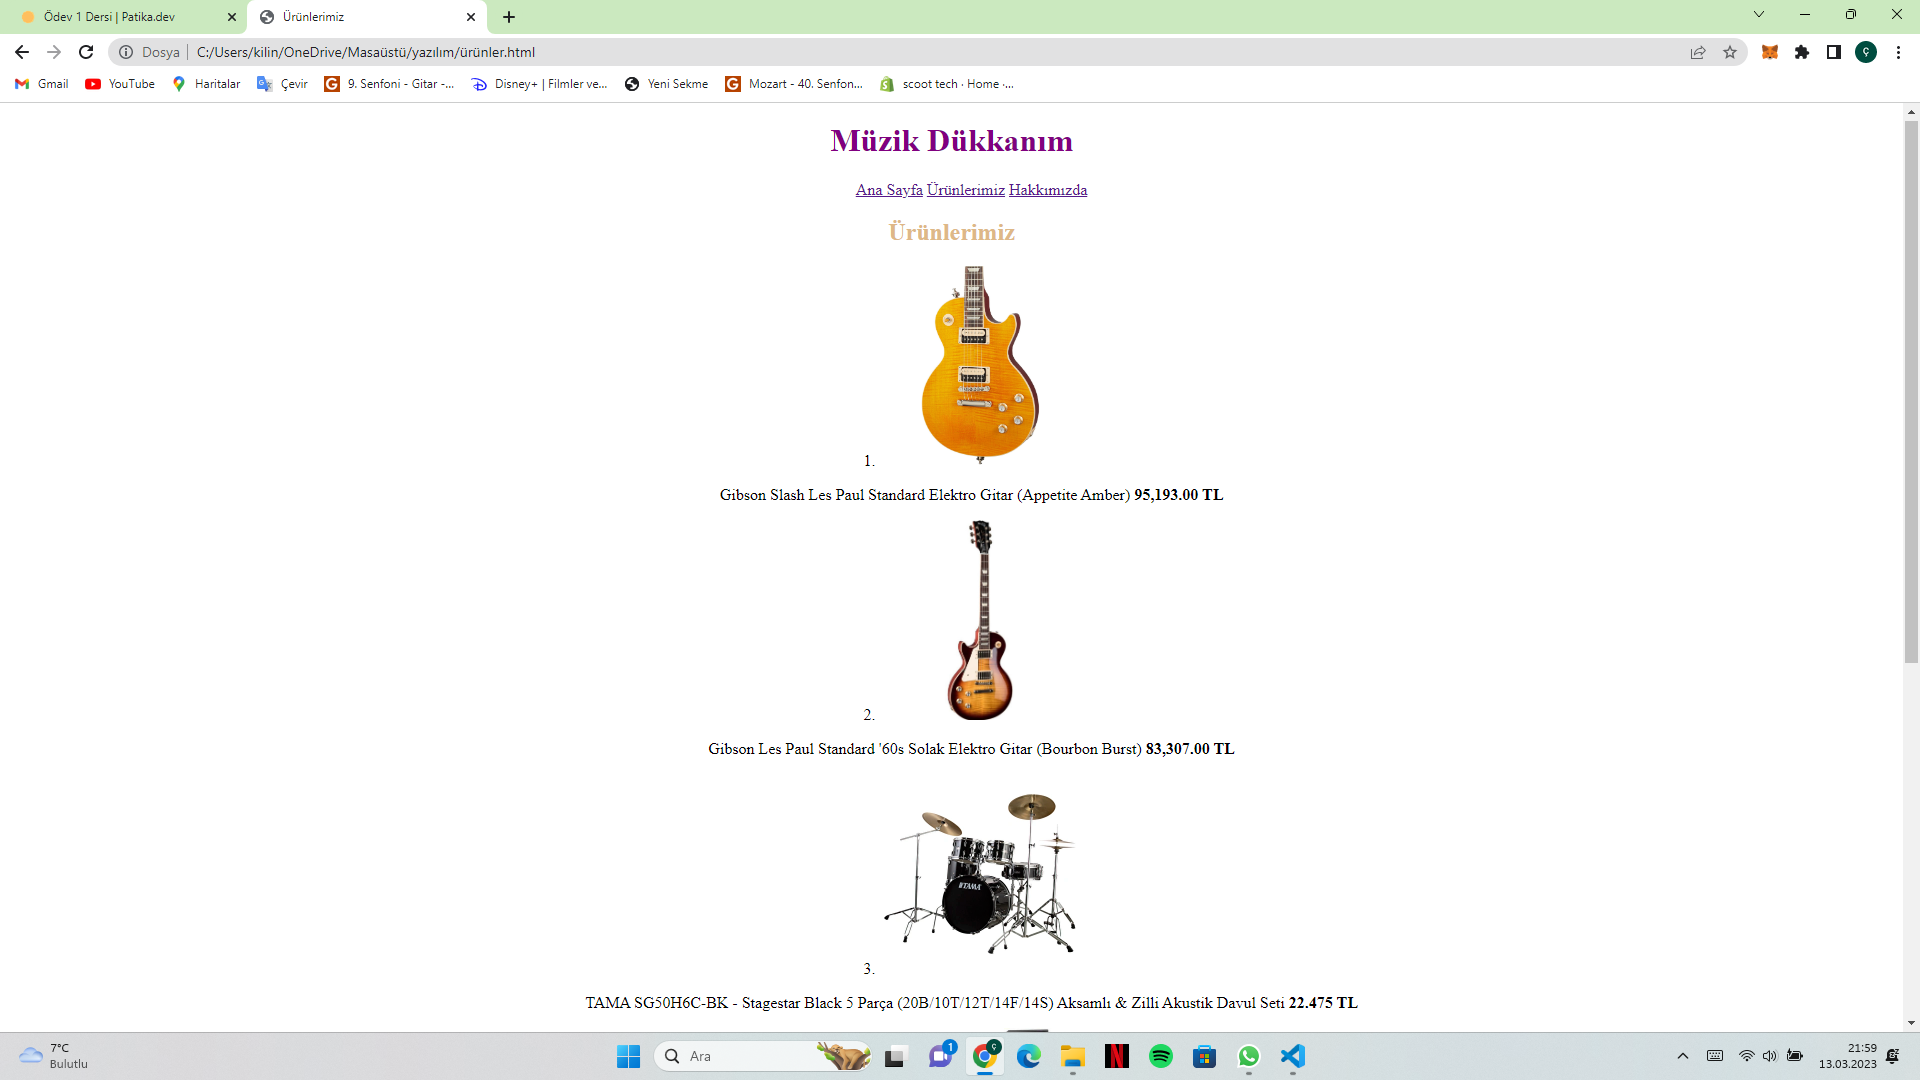 Ödev 1 Dersi | Patika.dev
Ürünlerimiz
Dosya
C:/Users/kilin/OneDrive/Masaüstü/yazılım/ürünler.html
Ç
Gmail
YouTube
Haritalar
Çevir
9. Senfoni - Gitar -...
Disney+ | Filmler ve...
Yeni Sekme
Mozart - 40. Senfon...
scoot tech · Home ·...
Müzik Dükkanım
Ana Sayfa Ürünlerimiz Hakkımızda
Ürünlerimiz
1.
Gibson Slash Les Paul Standard Elektro Gitar (Appetite Amber) 95,193.00 TL
2.
Gibson Les Paul Standard '60s Solak Elektro Gitar (Bourbon Burst) 83,307.00 TL
TAMA
3.
TAMA SG50H6C-BK - Stagestar Black 5 Parça (20B/10T/12T/14F/14S) Aksamlı & Zilli Akustik Davul Seti 22.475 TL
7°C
Bulutlu
Ara
1
Ç
21:59
13.03.2023